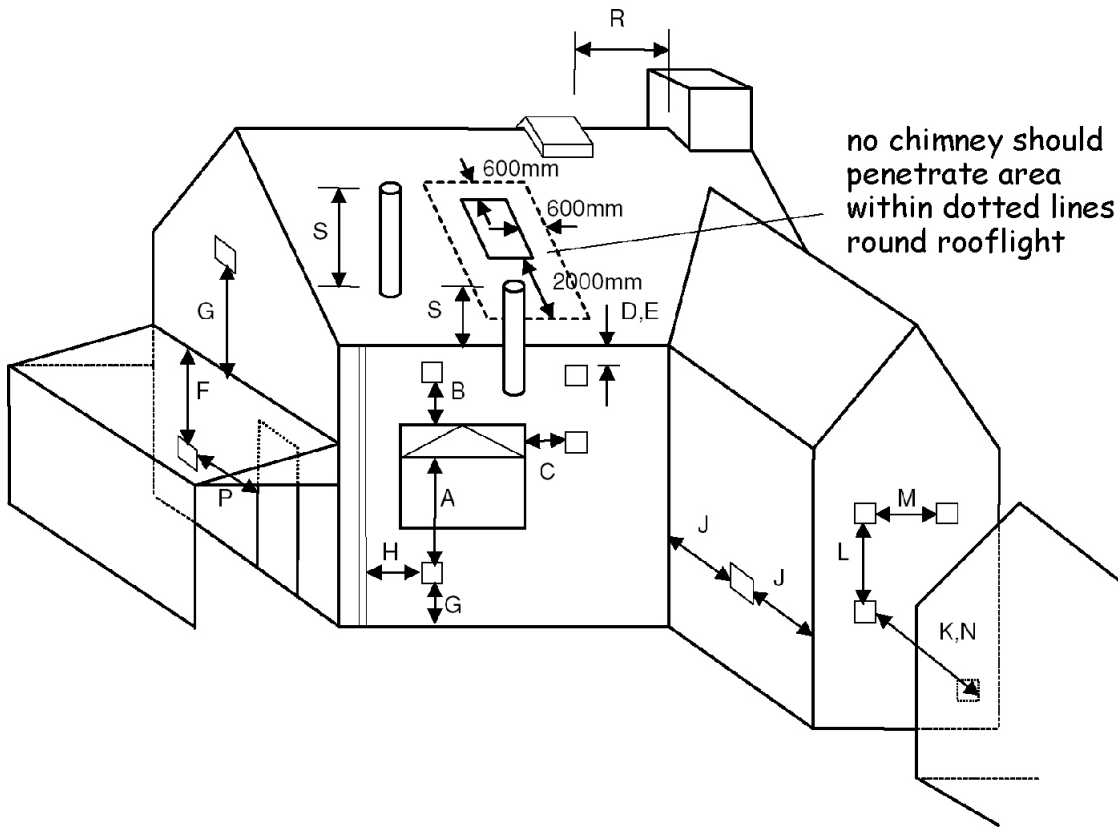 R
no chimney should
penetrate area
within dotted lines
round rooflight
600mm
600mm
S
2000mm
G
S
D,E
F
B
C
P
A
M
J
L
H
J
G
K,N